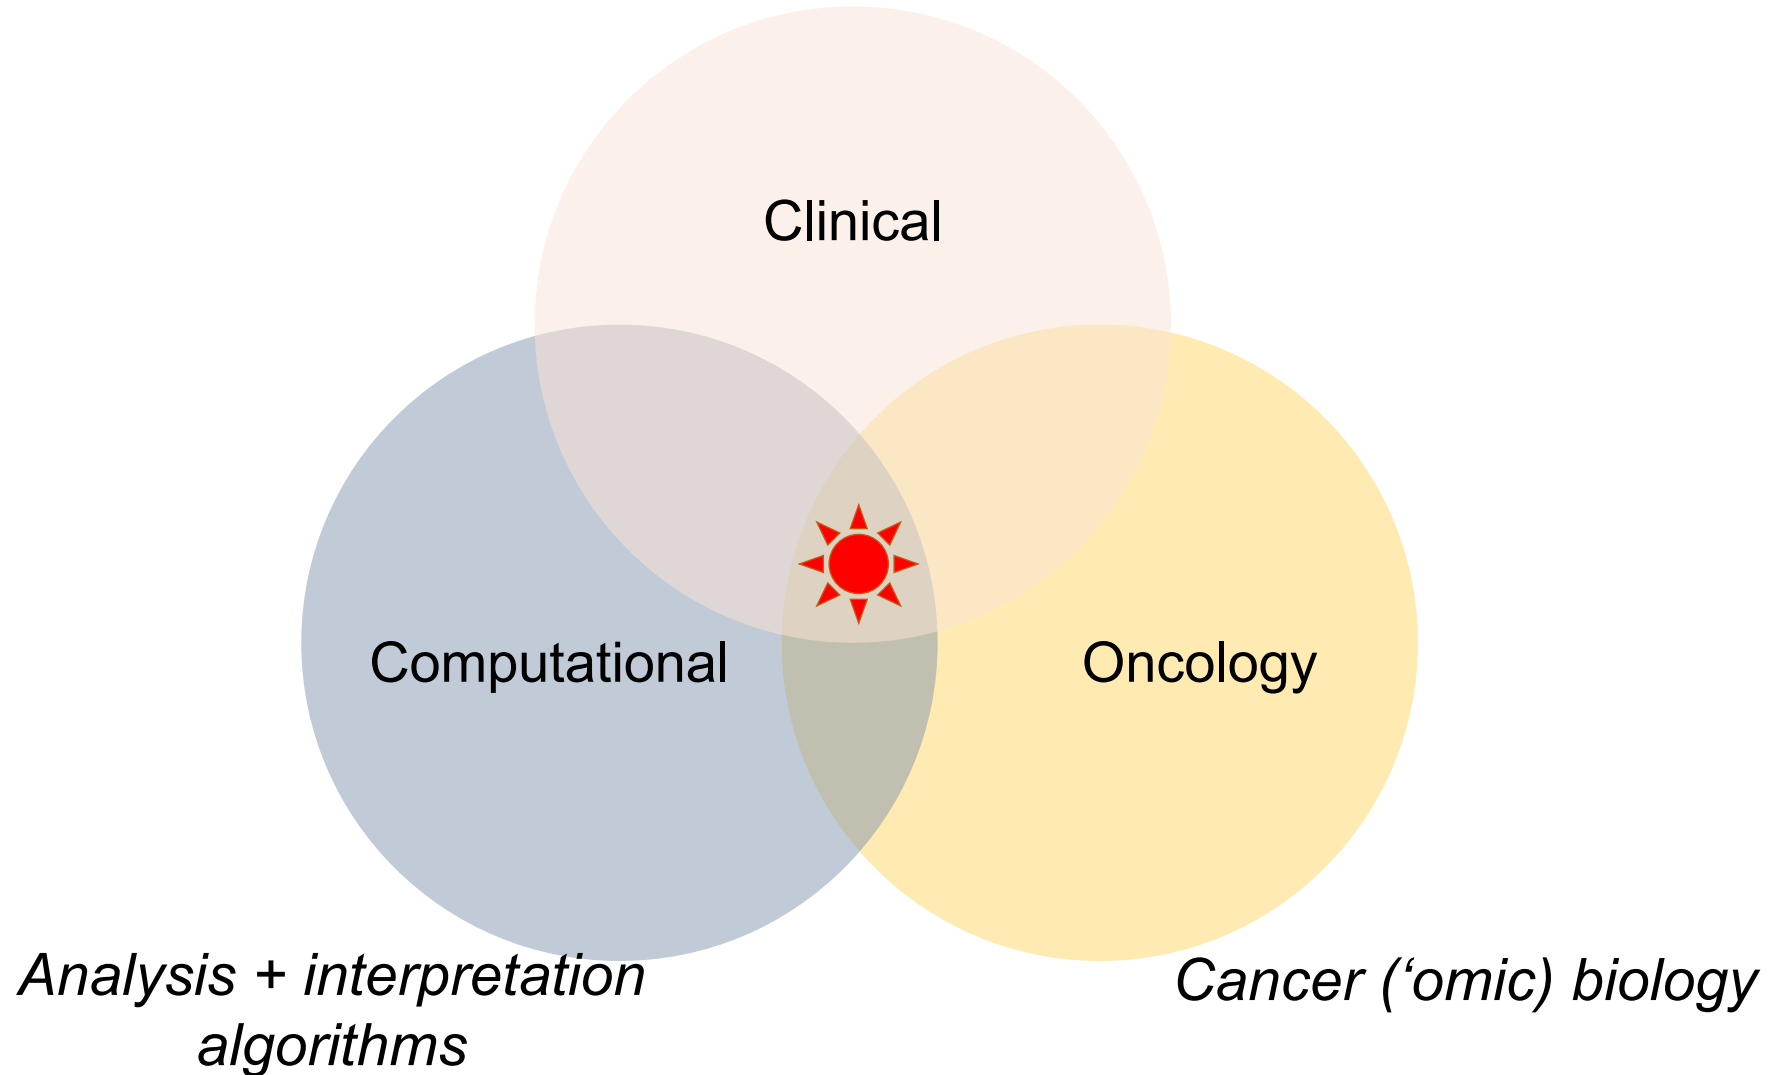 Clinical
Computational
Oncology
Analysis + interpretation
algorithms
Cancer (‘omic) biology